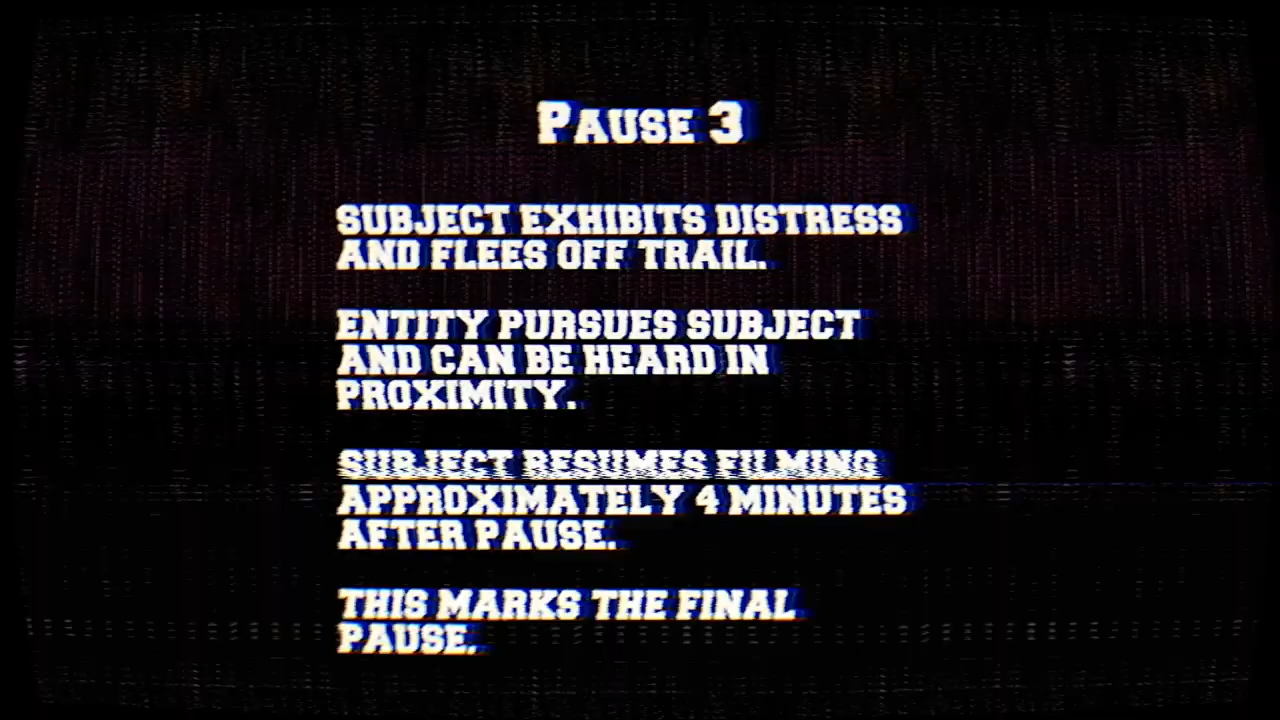 PAUSE 3
SUBJECT EXHIBITS DISTRESS
AND FLEES OFF TRAIL.
ENTITY PURSUES SUBJECT
AND CAN BE HEARD IN
PROXIMITY.
SUBJECT RESUMES FILMING
APPROXIMATELY 4 MINUTES
AFTER PAUSE.
THIS MARKS THE FINAL
PAUSE.